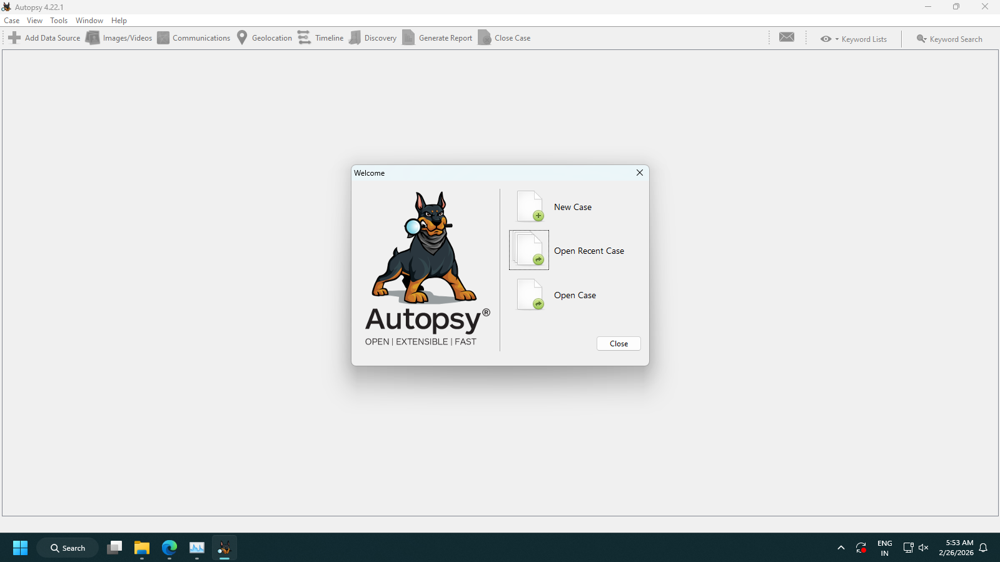 Autopsy 4.22.1
Case View Tools Window Help
Add Data Source Images/Videos Communications Geolocation Timeline Discovery Generate Report Close Case Keyword Lists Keyword Search
Welcome
New Case
Open Recent Case
Open Case
Autopsy®
OPEN | EXTENSIBLE | FAST
Close
Search
ENG
IN
5:53 AM
2/26/2026